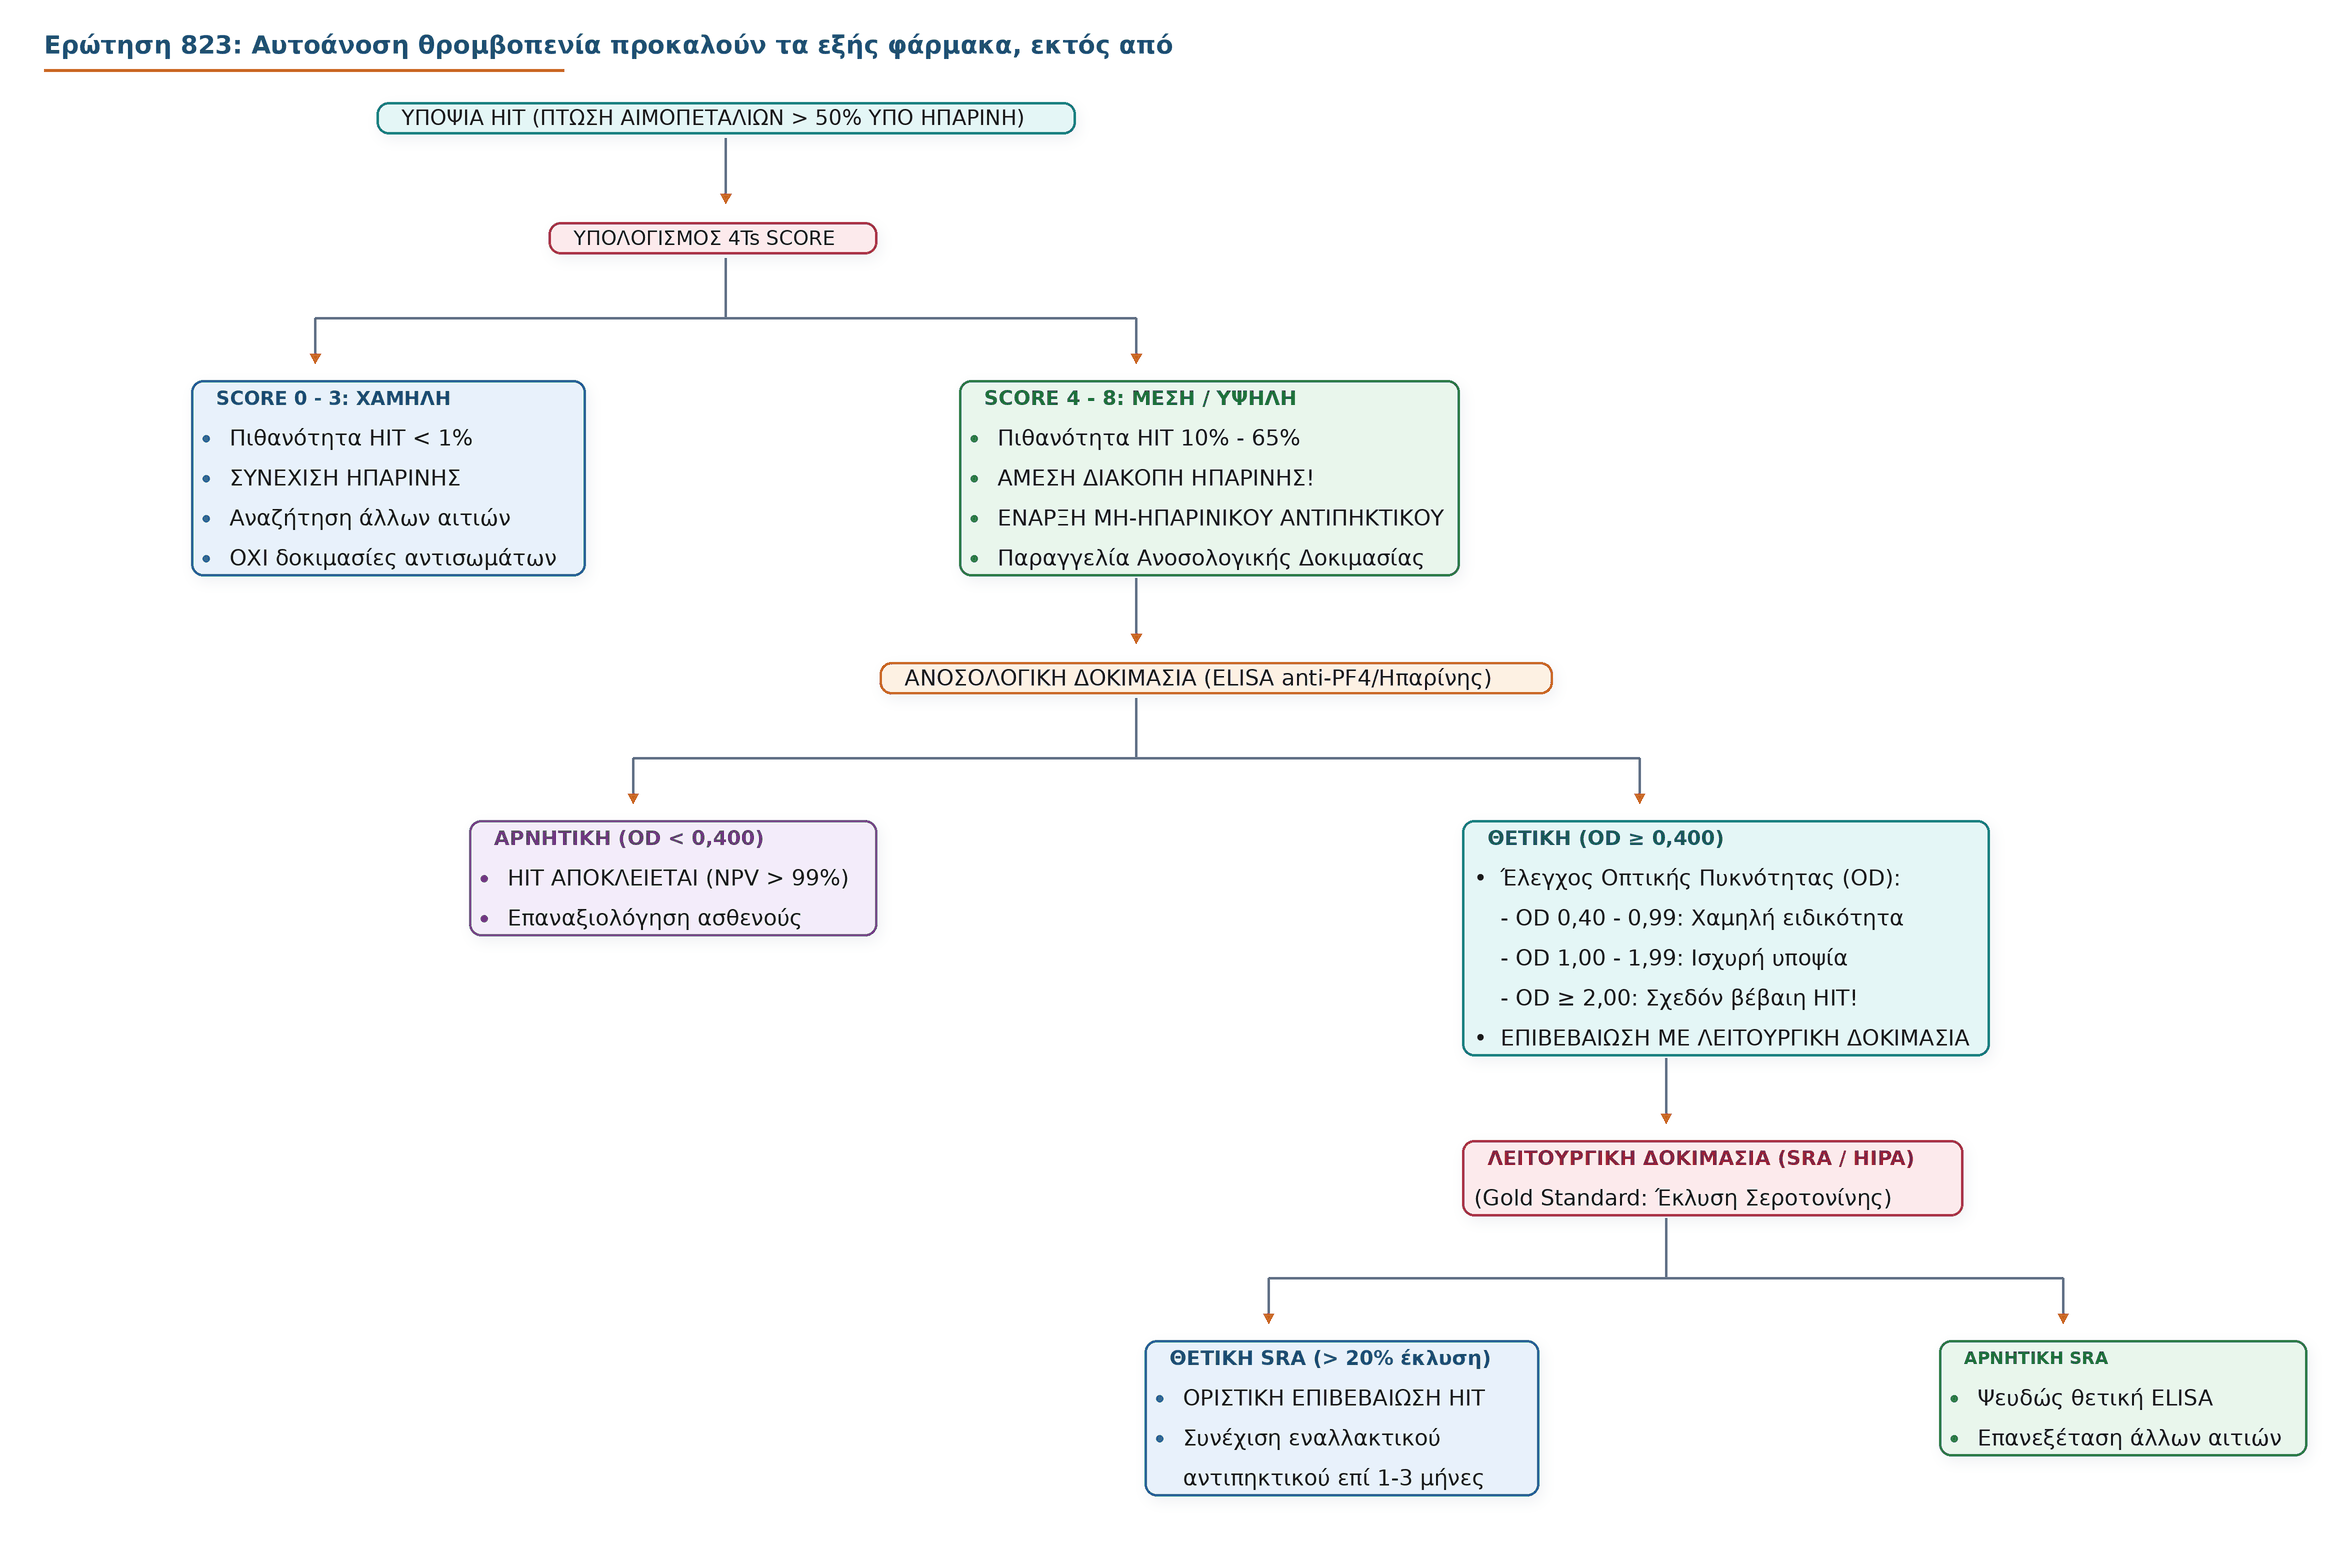 Ερώτηση 823: Αυτοάνοση θρομβοπενία προκαλούν τα εξής φάρμακα, εκτός από
ΥΠΟΨΙΑ HIT (ΠΤΩΣΗ ΑΙΜΟΠΕΤΑΛΙΩΝ > 50% ΥΠΟ ΗΠΑΡΙΝΗ)
ΥΠΟΛΟΓΙΣΜΟΣ 4Ts SCORE
SCORE 0 - 3: ΧΑΜΗΛΗ
• Πιθανότητα HIT < 1%
• ΣΥΝΕΧΙΣΗ ΗΠΑΡΙΝΗΣ
• Αναζήτηση άλλων αιτιών
• ΟΧΙ δοκιμασίες αντισωμάτων
SCORE 4 - 8: ΜΕΣΗ / ΥΨΗΛΗ
• Πιθανότητα HIT 10% - 65%
• ΑΜΕΣΗ ΔΙΑΚΟΠΗ ΗΠΑΡΙΝΗΣ!
• ΕΝΑΡΞΗ ΜΗ-ΗΠΑΡΙΝΙΚΟΥ ΑΝΤΙΠΗΚΤΙΚΟΥ
• Παραγγελία Ανοσολογικής Δοκιμασίας
ΑΝΟΣΟΛΟΓΙΚΗ ΔΟΚΙΜΑΣΙΑ (ELISA anti-PF4/Ηπαρίνης)
ΑΡΝΗΤΙΚΗ (OD < 0,400)
• HIT ΑΠΟΚΛΕΙΕΤΑΙ (NPV > 99%)
• Επαναξιολόγηση ασθενούς
ΘΕΤΙΚΗ (OD ≥ 0,400)
• Έλεγχος Οπτικής Πυκνότητας (OD):
- OD 0,40 - 0,99: Χαμηλή ειδικότητα
- OD 1,00 - 1,99: Ισχυρή υποψία
- OD ≥ 2,00: Σχεδόν βέβαιη HIT!
• ΕΠΙΒΕΒΑΙΩΣΗ ΜΕ ΛΕΙΤΟΥΡΓΙΚΗ ΔΟΚΙΜΑΣΙΑ
ΛΕΙΤΟΥΡΓΙΚΗ ΔΟΚΙΜΑΣΙΑ (SRA / HIPA)
(Gold Standard: Έκλυση Σεροτονίνης)
ΘΕΤΙΚΗ SRA (> 20% έκλυση)
• ΟΡΙΣΤΙΚΗ ΕΠΙΒΕΒΑΙΩΣΗ HIT
• Συνέχιση εναλλακτικού
αντιπηκτικού επί 1-3 μήνες
ΑΡΝΗΤΙΚΗ SRA
• Ψευδώς θετική ELISA
• Επανεξέταση άλλων αιτιών